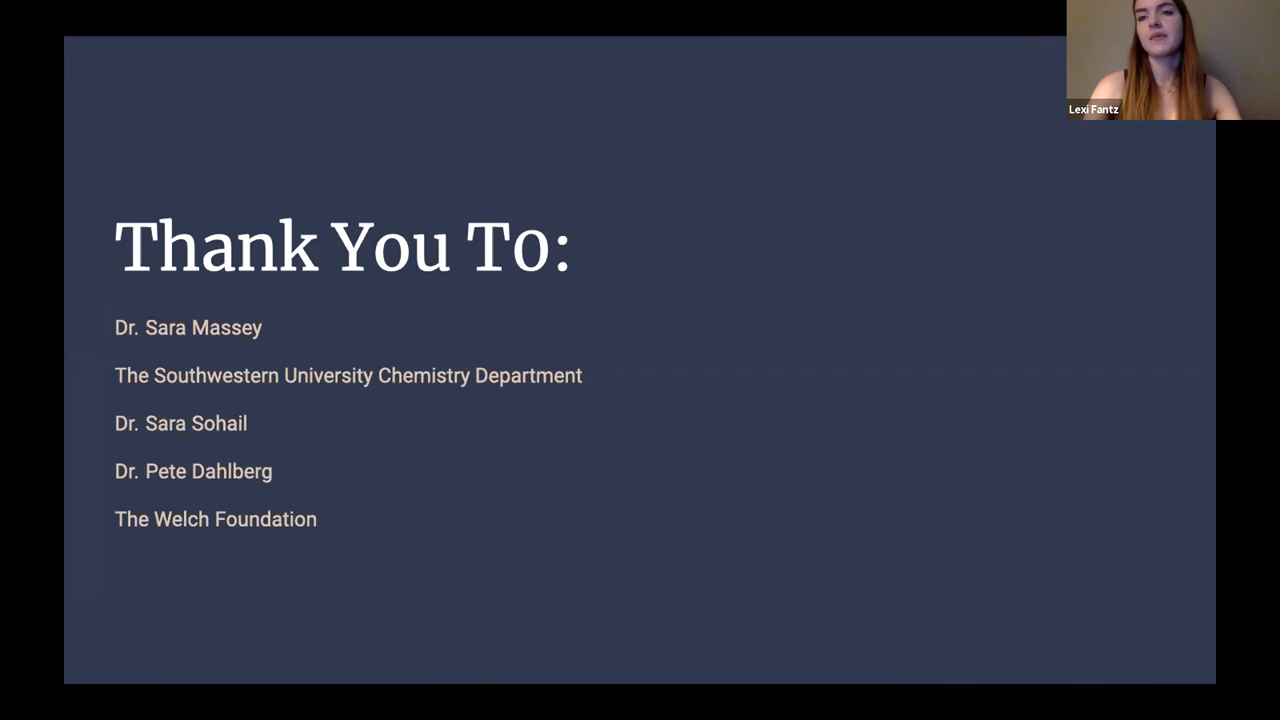 Lexi Fantz
Thank You To:
Dr. Sara Massey
The Southwestern University Chemistry Department
Dr. Sara Sohail
Dr. Pete Dahlberg
The Welch Foundation